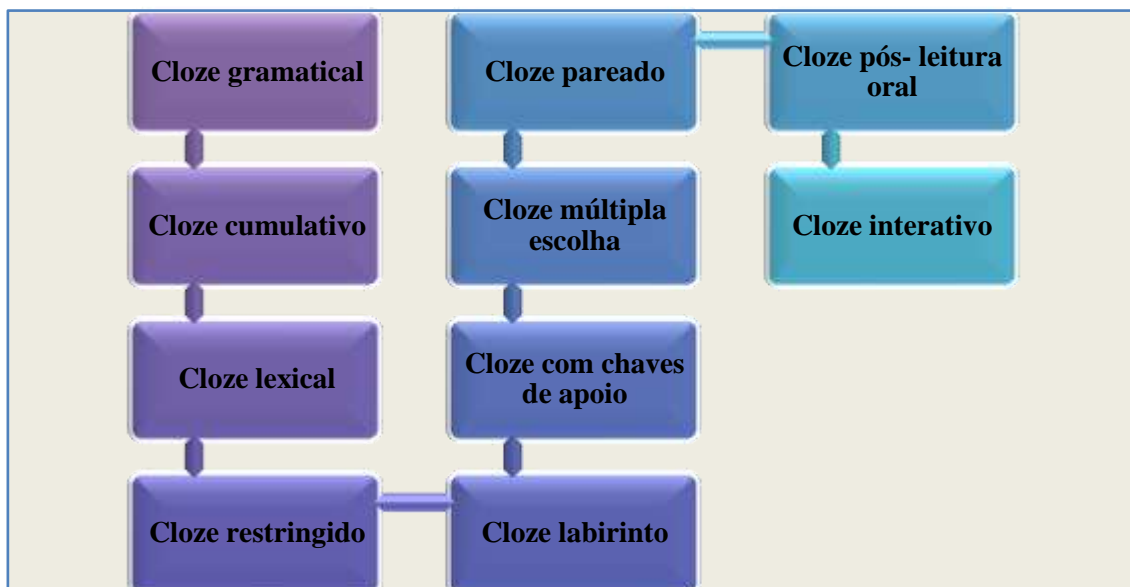 Cloze gramatical
Cloze cumulativo
Cloze lexical
Cloze restringido
Cloze labirinto
Cloze com chaves
de apoio
Cloze múltipla
escolha
Cloze pareado
Cloze pós- leitura
oral
Cloze interativo